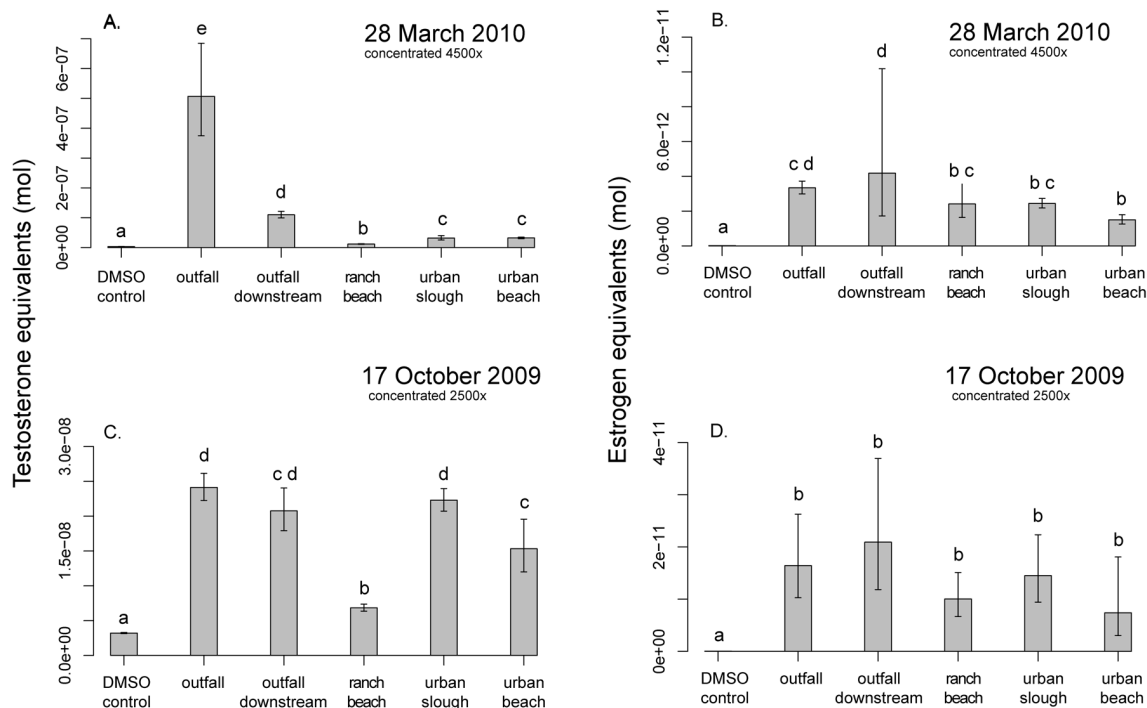 A.
28 March 2010
concentrated 4500x
Testosterone equivalents (mol)
6e−07
4e−07
2e−07
0e+00
a
e
d
b
c
c
DMSO control
outfall
outfall downstream
ranch beach
urban slough
urban beach
B.
28 March 2010
concentrated 4500x
Estrogen equivalents (mol)
1.2e−11
6.0e−12
0.0e+00
a
c d
d
b c
b c
b
DMSO control
outfall
outfall downstream
ranch beach
urban slough
urban beach
C.
17 October 2009
concentrated 2500x
3.0e−08
1.5e−08
0.0e+00
a
d
c d
b
d
c
DMSO control
outfall
outfall downstream
ranch beach
urban slough
urban beach
D.
17 October 2009
concentrated 2500x
4e−11
2e−11
0e+00
a
b
b
b
b
b
DMSO control
outfall
outfall downstream
ranch beach
urban slough
urban beach